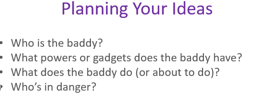 Planning Your Ideas
• Who is the baddy?
• What powers or gadgets does the baddy have?
• What does the baddy do (or about to do)?
• Who's in danger?